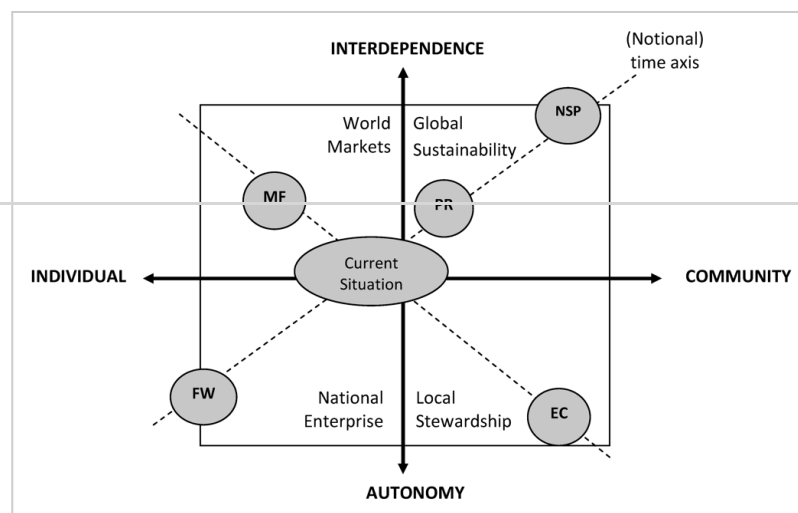 INTERDEPENDENCE
(Notional)
time axis
NSP
World
Markets
Global
Sustainability
MF
PR
Current
Situation
INDIVIDUAL
COMMUNITY
FW
National
Enterprise
Local
Stewardship
EC
AUTONOMY